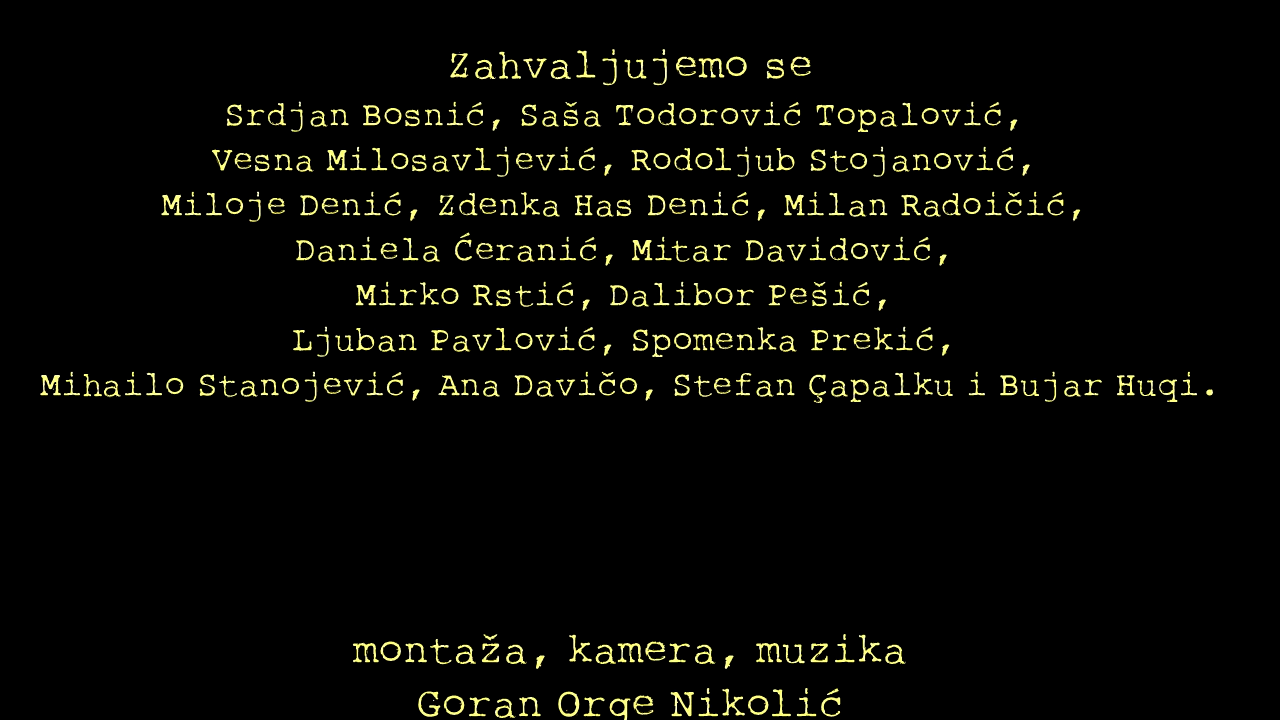 Zahvaljujemo se
Srdjan Bosnić, Saša Todorović Topalović,
Vesna Milosavljević, Rodoljub Stojanović,
Miloje Denić, Zdenka Has Denić, Milan Radoičić,
Daniela Ćeranić, Mitar Davidović,
Mirko Rstić, Dalibor Pešić,
Ljuban Pavlović, Spomenka Prekić,
Mihailo Stanojević, Ana Davičo, Stefan Çapalku i Bujar Huqi.
montaža, kamera, muzika
Goran Orge Nikolić